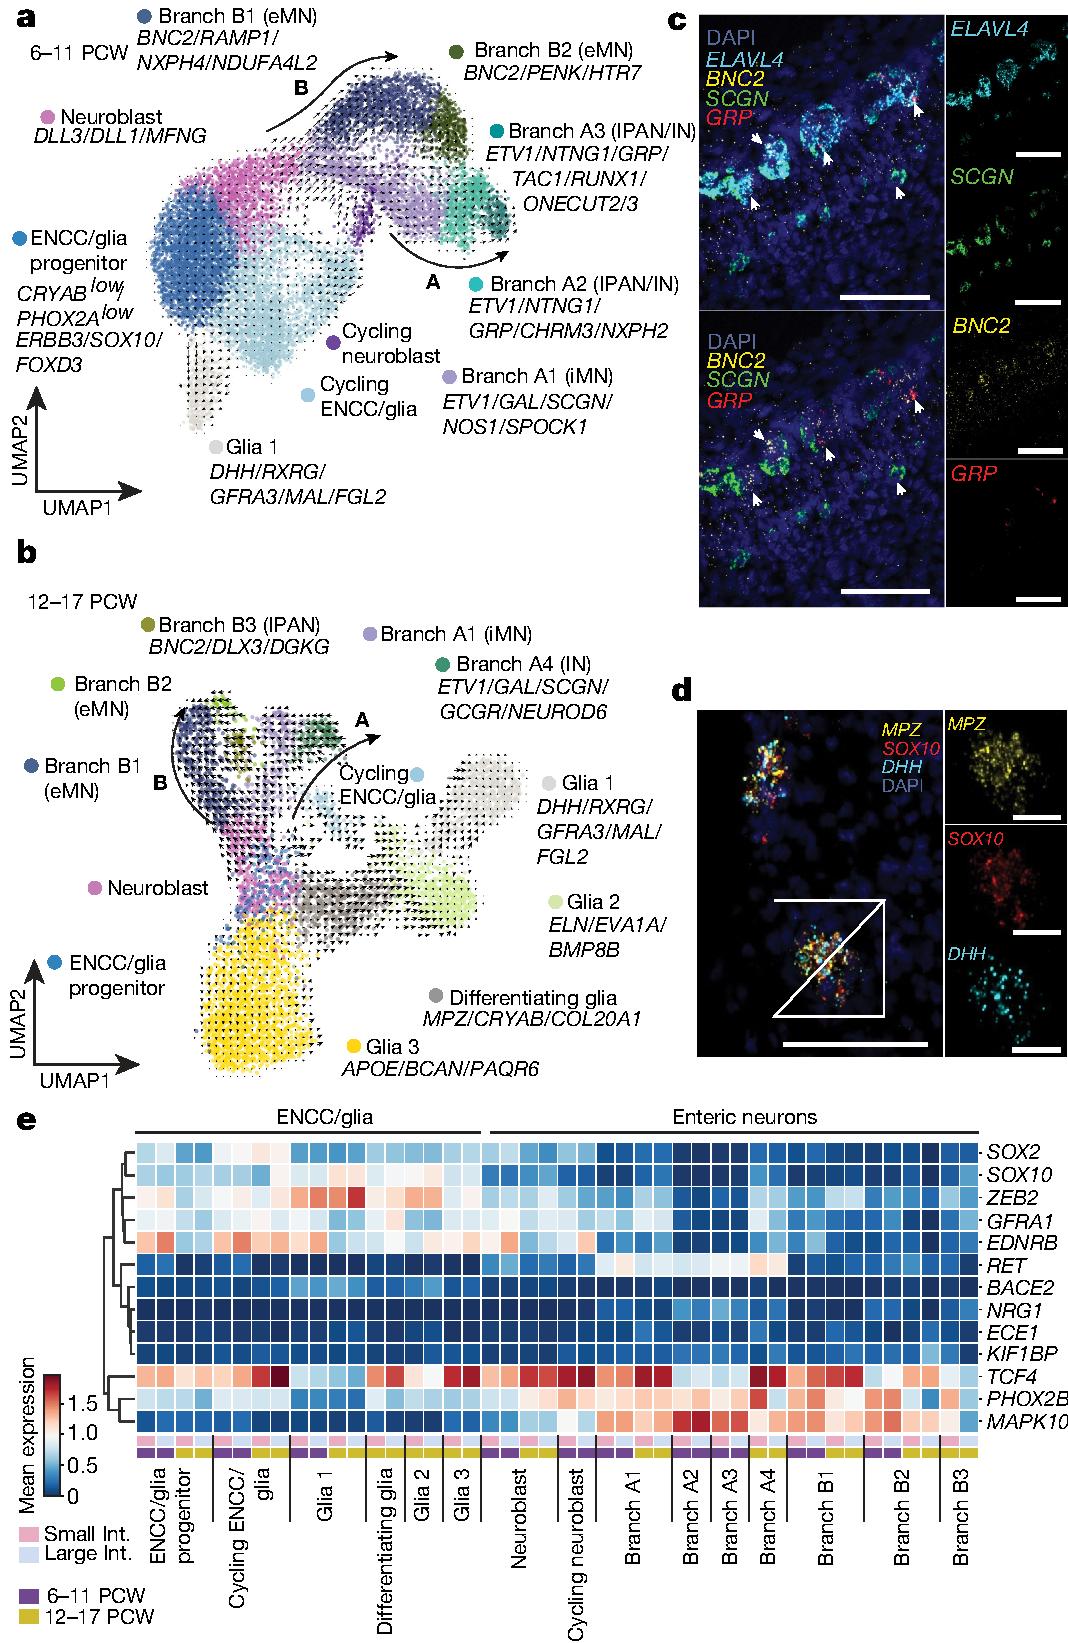 a
6–11 PCW
Branch B1 (eMN)
BNC2/RAMP1/
NXPH4/NDUFA4L2
B
Branch B2 (eMN)
BNC2/PENK/HTR7
Neuroblast
DLL3/DLL1/MFNG
Branch A3 (IPAN/IN)
ETV1/NTNG1/GRP/
TAC1/RUNX1/
ONECUT2/3
ENCC/glia
progenitor
CRYAB low/
PHOX2A low
ERBB3/SOX10/
FOXD3
A
Branch A2 (IPAN/IN)
ETV1/NTNG1/
GRP/CHRM3/NXPH2
Cycling
neuroblast
Cycling
ENCC/glia
Branch A1 (iMN)
ETV1/GAL/SCGN/
NOS1/SPOCK1
Glia 1
DHH/RXRG/
GFRA3/MAL/FGL2
UMAP2
UMAP1
b
12–17 PCW
Branch B3 (IPAN)
BNC2/DLX3/DGKG
Branch A1 (iMN)
Branch A4 (IN)
ETV1/GAL/SCGN/
GCGR/NEUROD6
Branch B2
(eMN)
A
Branch B1
(eMN)
B
Cycling
ENCC/glia
Glia 1
DHH/RXRG/
GFRA3/MAL/
FGL2
Neuroblast
Glia 2
ELN/EVA1A/
BMP8B
ENCC/glia
progenitor
Differentiating glia
MPZ/CRYAB/COL20A1
Glia 3
APOE/BCAN/PAQR6
UMAP2
UMAP1
c
DAPI
ELAVL4
BNC2
SCGN
GRP
DAPI
BNC2
SCGN
GRP
ELAVL4
SCGN
BNC2
GRP
d
MPZ
SOX10
DHH
DAPI
MPZ
SOX10
DHH
e
ENCC/glia
Enteric neurons
SOX2
SOX10
ZEB2
GFRA1
EDNRB
RET
BACE2
NRG1
ECE1
KIF1BP
TCF4
PHOX2B
MAPK10
Mean expression
1.5
1.0
0.5
0
Small Int.
Large Int.
6–11 PCW
12–17 PCW
ENCC/glia
progenitor
Cycling ENCC/
glia
Glia 1
Differentiating glia
Glia 2
Glia 3
Neuroblast
Cycling neuroblast
Branch A1
Branch A2
Branch A3
Branch A4
Branch B1
Branch B2
Branch B3